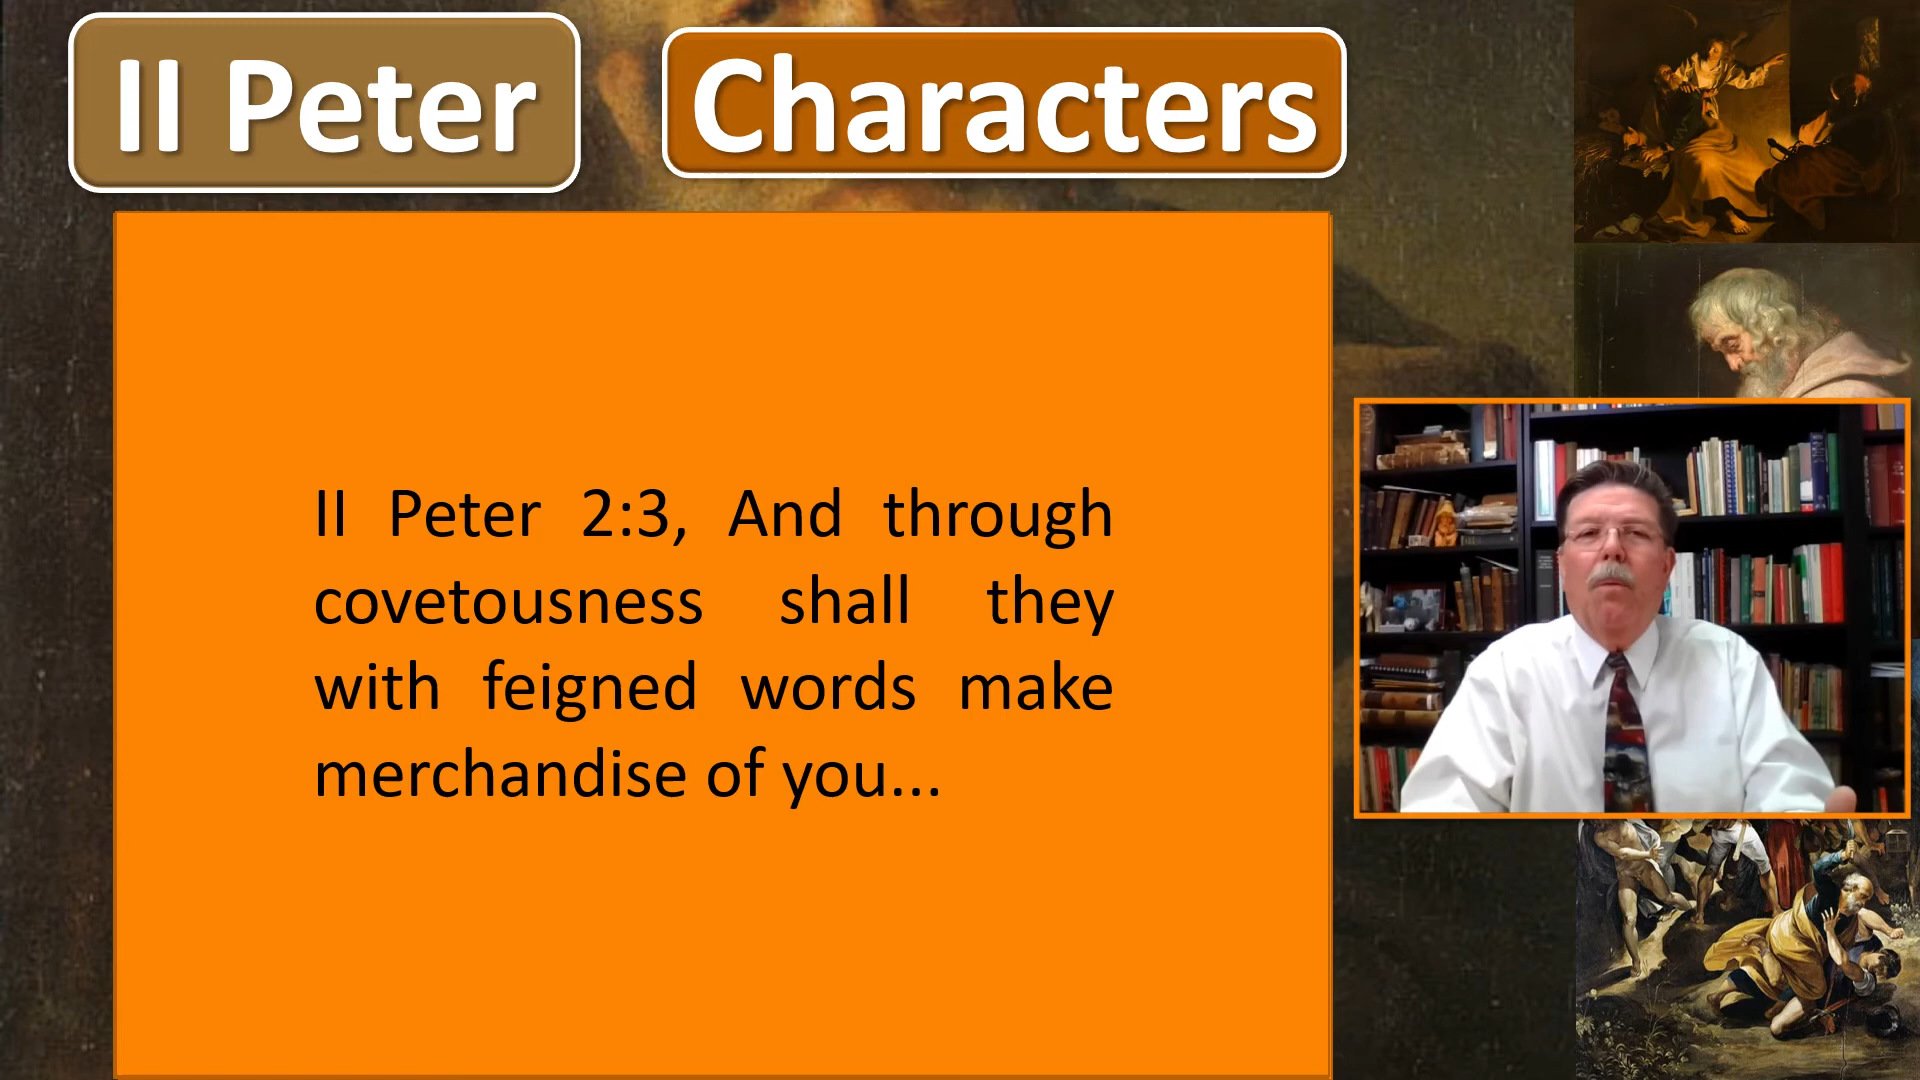 II Peter
Characters
II Peter 2:3, And through
covetousness shall they
with feigned words make
merchandise of you...